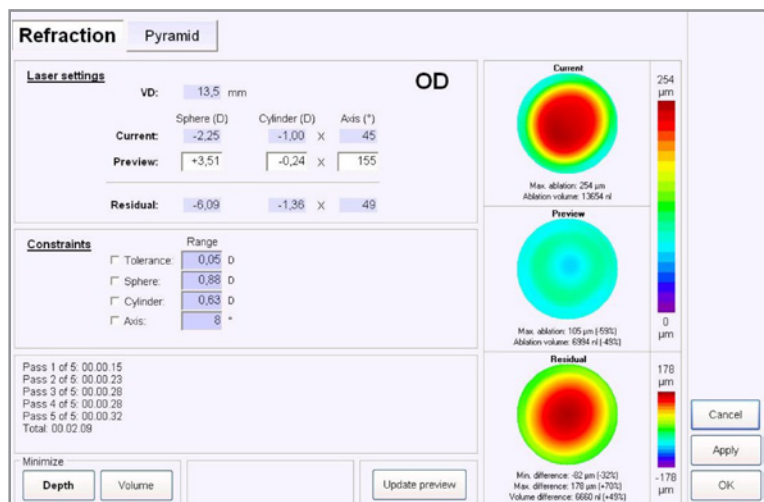 Refraction Pyramid
Laser settings
OD
VD: 13,5 mm
Sphere (D) Cylinder (D) Axis (°)
Current: -2,25 -1,00 X 45
Preview: +3,51 -0,24 X 155
Residual: -6,09 -1,36 X 49
Constraints
Range
Tolerance: 0,05 D
Sphere: 0,88 D
Cylinder: 0,63 D
Axis: 8 °
Pass 1 of 5: 00.00.15
Pass 2 of 5: 00.00.23
Pass 3 of 5: 00.00.28
Pass 4 of 5: 00.00.28
Pass 5 of 5: 00.00.32
Total: 00.02.09
Minimize
Depth Volume
Update preview
Current
Max. ablation: 254 µm
Ablation volume: 13654 nl
Preview
Max. ablation: 105 µm (-59%)
Ablation volume: 6994 nl (-49%)
Residual
Min. difference: -82 µm (-32%)
Max. difference: 178 µm (+70%)
Volume difference: 6660 nl (+49%)
254
µm
0
µm
178
µm
-178
µm
Cancel
Apply
OK